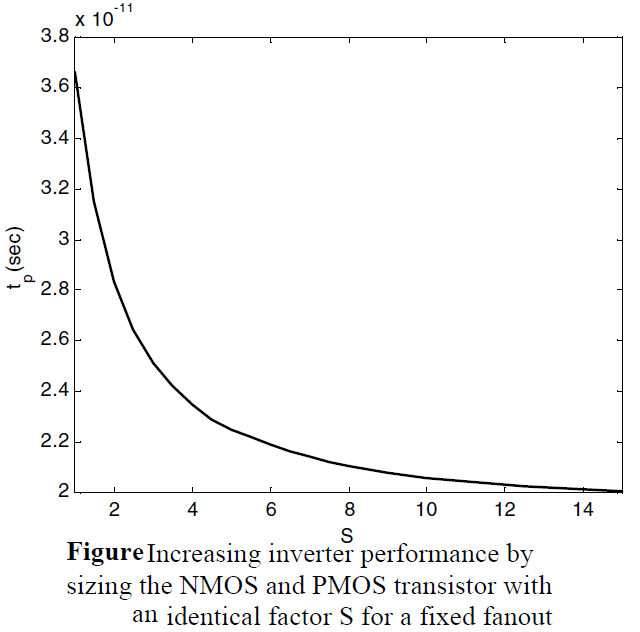 x 10-11
3.8
3.6
3.4
3.2
3
2.8
2.6
2.4
2.2
2
tp(sec)
2 4 6 8 10 12 14
S
Figure Increasing inverter performance by
sizing the NMOS and PMOS transistor with
an identical factor S for a fixed fanout